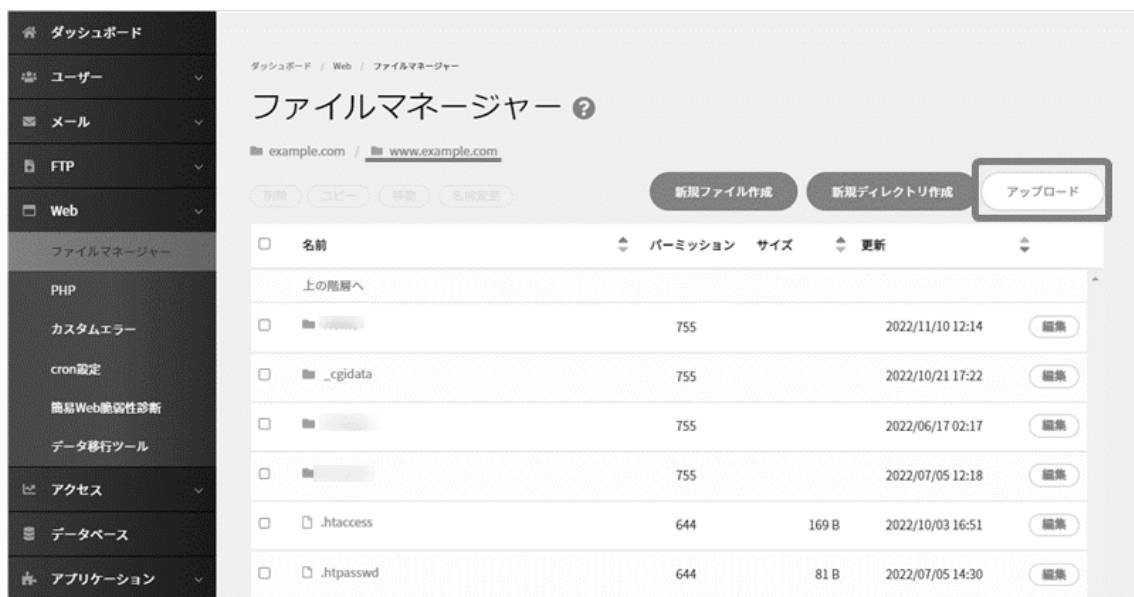 ダッシュボード
ユーザー
メール
FTP
Web
ファイルマネージャー
PHP
カスタムエラー
cron設定
簡易Web脆弱性診断
データ移行ツール
アクセス
データベース
アプリケーション
ダッシュボード / Web / ファイルマネージャー
ファイルマネージャー ?
example.com / www.example.com
削除 コピー 移動 名前変更 新規ファイル作成 新規ディレクトリ作成 アップロード
名前 パーミッション サイズ 更新
上の階層へ
755 2022/11/10 12:14 編集
_cgidata 755 2022/10/21 17:22 編集
755 2022/06/17 02:17 編集
755 2022/07/05 12:18 編集
.htaccess 644 169 B 2022/10/03 16:51 編集
.htpasswd 644 81 B 2022/07/05 14:30 編集